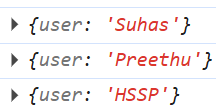 ▶ {user: 'Suhas'}
▶ {user: 'Preethu'}
▶ {user: 'HSSP'}